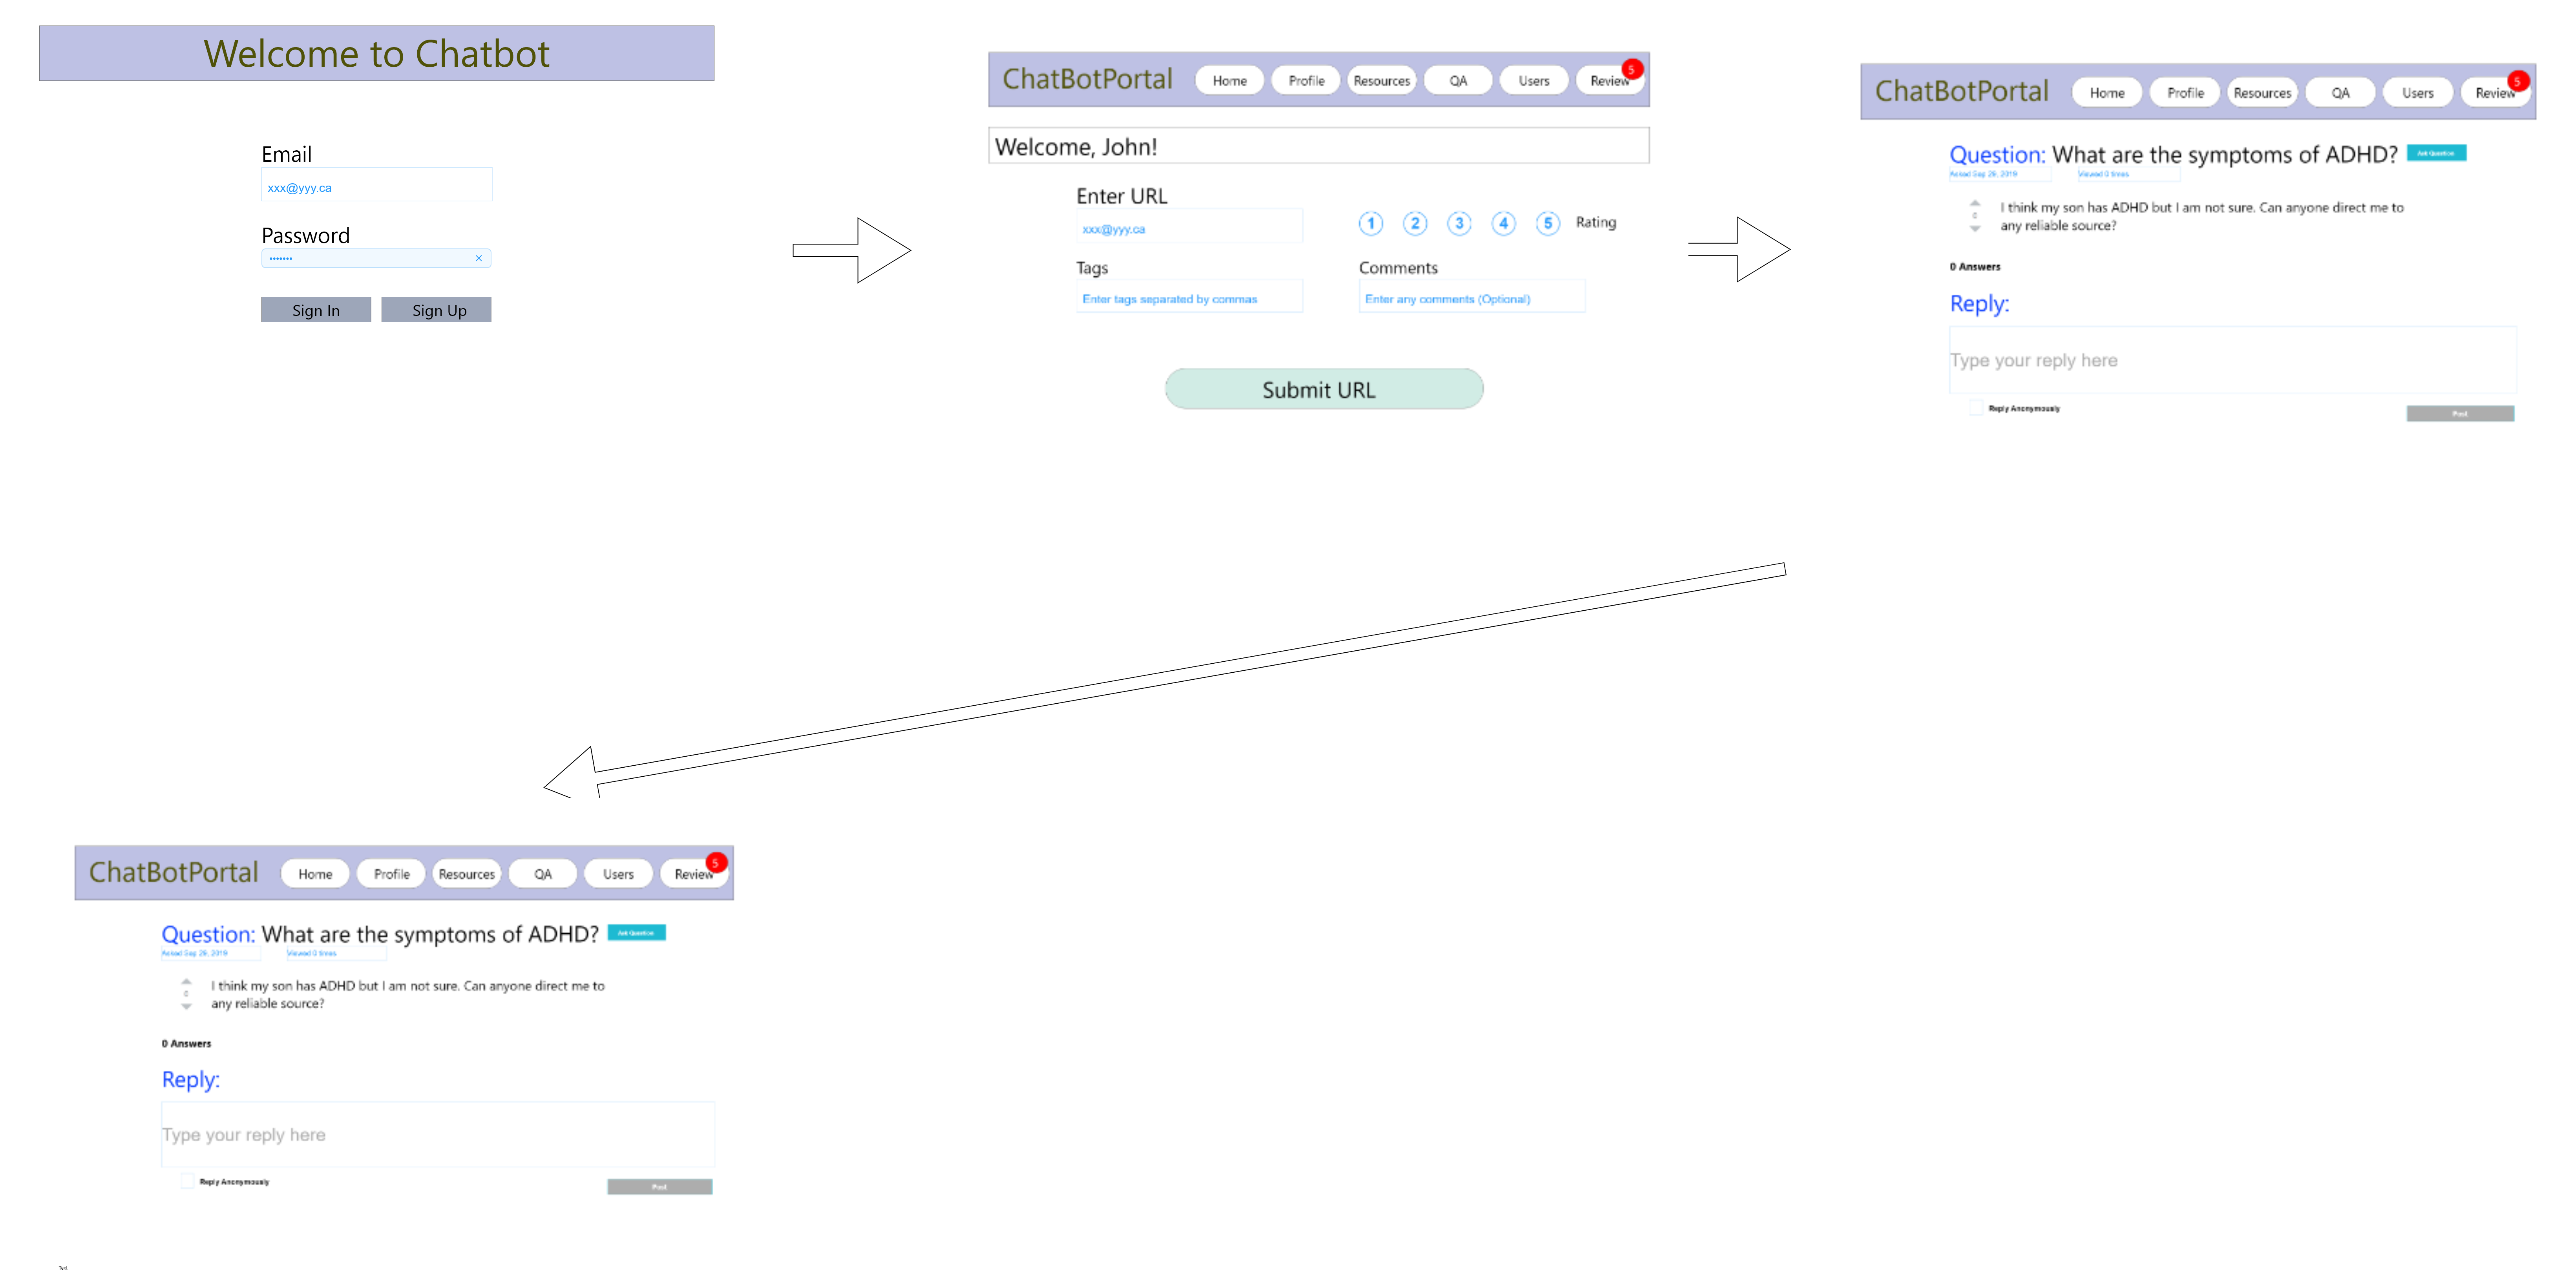 Welcome to Chatbot
Email
xxx@yyy.ca
Password
Sign In Sign Up
ChatBotPortal Home Profile Resources QA Users Review 5
Welcome, John!
Enter URL
xxx@yyy.ca
1 2 3 4 5 Rating
Tags
Enter tags separated by commas
Comments
Enter any comments (Optional)
Submit URL
ChatBotPortal Home Profile Resources QA Users Review 5
Question: What are the symptoms of ADHD? Ask Question
Asked Sep 29, 2019 Viewed 0 times
0
I think my son has ADHD but I am not sure. Can anyone direct me to
any reliable source?
0 Answers
Reply:
Type your reply here
Reply Anonymously Post
ChatBotPortal Home Profile Resources QA Users Review 5
Question: What are the symptoms of ADHD? Ask Question
Asked Sep 29, 2019 Viewed 0 times
0
I think my son has ADHD but I am not sure. Can anyone direct me to
any reliable source?
0 Answers
Reply:
Type your reply here
Reply Anonymously Post
Text